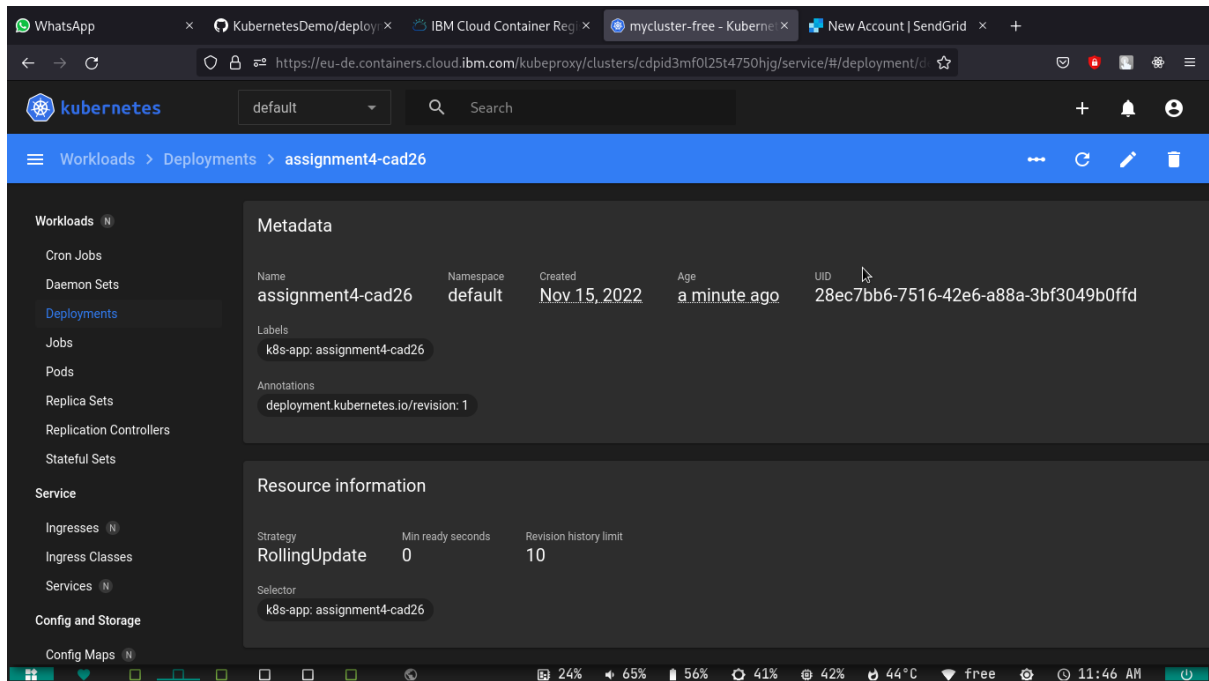 WhatsApp
KubernetesDemo/deploy
IBM Cloud Container Regi
mycluster-free - Kubernet
New Account | SendGrid
https://eu-de.containers.cloud.ibm.com/kubeproxy/clusters/cdpid3mf0l25t4750hjg/service/#/deployment/d
kubernetes
default
Search
Workloads > Deployments > assignment4-cad26
Workloads N
Cron Jobs
Daemon Sets
Deployments
Jobs
Pods
Replica Sets
Replication Controllers
Stateful Sets
Service
Ingresses N
Ingress Classes
Services N
Config and Storage
Config Maps N
Metadata
Name Namespace Created Age UID
assignment4-cad26 default Nov 15, 2022 a minute ago 28ec7bb6-7516-42e6-a88a-3bf3049b0ffd
Labels
k8s-app: assignment4-cad26
Annotations
deployment.kubernetes.io/revision: 1
Resource information
Strategy Min ready seconds Revision history limit
RollingUpdate 0 10
Selector
k8s-app: assignment4-cad26
24% 65% 56% 41% 42% 44°C free 11:46 AM